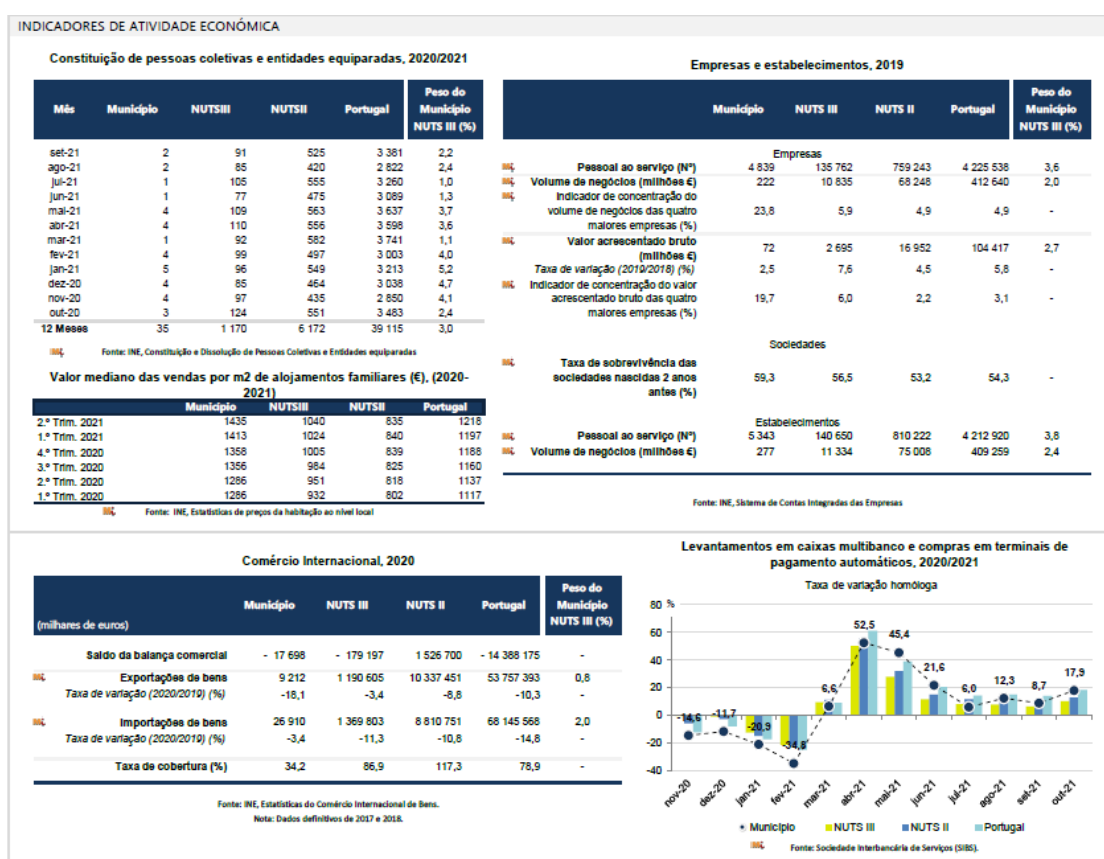 INDICADORES DE ATIVIDADE ECONÓMICA
Constituição de pessoas coletivas e entidades equiparadas, 2020/2021
Mês Município NUTSIII NUTSII Portugal Peso do Município NUTS III (%)
set-21 2 91 525 3 381 2,2
ago-21 2 85 420 2 822 2,4
jul-21 1 105 555 3 260 1,0
jun-21 1 77 475 3 089 1,3
mai-21 4 109 563 3 637 3,7
abr-21 4 110 556 3 598 3,6
mar-21 1 92 582 3 741 1,1
fev-21 4 99 497 3 003 4,0
jan-21 5 96 549 3 213 5,2
dez-20 4 85 464 3 038 4,7
nov-20 4 97 435 2 850 4,1
out-20 3 124 551 3 483 2,4
12 Meses 35 1 170 6 172 39 115 3,0
Fonte: INE, Constituição e Dissolução de Pessoas Coletivas e Entidades equiparadas
Valor mediano das vendas por m2 de alojamentos familiares (€), (2020-
2021)
Município NUTSIII NUTSII Portugal
2.º Trim. 2021 1435 1040 835 1218
1.º Trim. 2021 1413 1024 840 1197
4.º Trim. 2020 1358 1005 839 1188
3.º Trim. 2020 1356 984 825 1160
2.º Trim. 2020 1286 951 818 1137
1.º Trim. 2020 1286 932 802 1117
Fonte: INE, Estatísticas de preços da habitação ao nível local
Empresas e estabelecimentos, 2019
Município NUTS III NUTS II Portugal Peso do Município NUTS III (%)
Empresas
Pessoal ao serviço (Nº) 4 839 135 762 759 243 4 225 538 3,6
Volume de negócios (milhões €) 222 10 835 68 248 412 640 2,0
Indicador de concentração do
volume de negócios das quatro 23,8 5,9 4,9 4,9 -
maiores empresas (%)
Valor acrescentado bruto
(milhões €) 72 2 695 16 952 104 417 2,7
Taxa de variação (2019/2018) (%) 2,5 7,6 4,5 5,8 -
Indicador de concentração do valor
acrescentado bruto das quatro 19,7 6,0 2,2 3,1 -
maiores empresas (%)
Sociedades
Taxa de sobrevivência das
sociedades nascidas 2 anos 59,3 56,5 53,2 54,3 -
antes (%)
Estabelecimentos
Pessoal ao serviço (Nº) 5 343 140 650 810 222 4 212 920 3,8
Volume de negócios (milhões €) 277 11 334 75 008 409 259 2,4
Fonte: INE, Sistema de Contas Integradas das Empresas
Comércio Internacional, 2020
(milhares de euros) Município NUTS III NUTS II Portugal Peso do Município NUTS III (%)
Saldo da balança comercial - 17 698 - 179 197 1 526 700 - 14 388 175 -
Exportações de bens 9 212 1 190 605 10 337 451 53 757 393 0,8
Taxa de variação (2020/2019) (%) -18,1 -3,4 -8,8 -10,3 -
Importações de bens 26 910 1 369 803 8 810 751 68 145 568 2,0
Taxa de variação (2020/2019) (%) -3,4 -11,3 -10,8 -14,8 -
Taxa de cobertura (%) 34,2 86,9 117,3 78,9 -
Fonte: INE, Estatísticas do Comércio Internacional de Bens.
Nota: Dados definitivos de 2017 e 2018.
Levantamentos em caixas multibanco e compras em terminais de
pagamento automáticos, 2020/2021
Taxa de variação homóloga
80 %
60
40
20
0
-20
-40
-14,6 -11,7 -20,9 -34,8 6,6 52,5 45,4 21,6 6,0 12,3 8,7 17,9
nov-20 dez-20 jan-21 fev-21 mar-21 abr-21 mai-21 jun-21 jul-21 ago-21 set-21 out-21
Município NUTS III NUTS II Portugal
Fonte: Sociedade Interbancária de Serviços (SIBS).